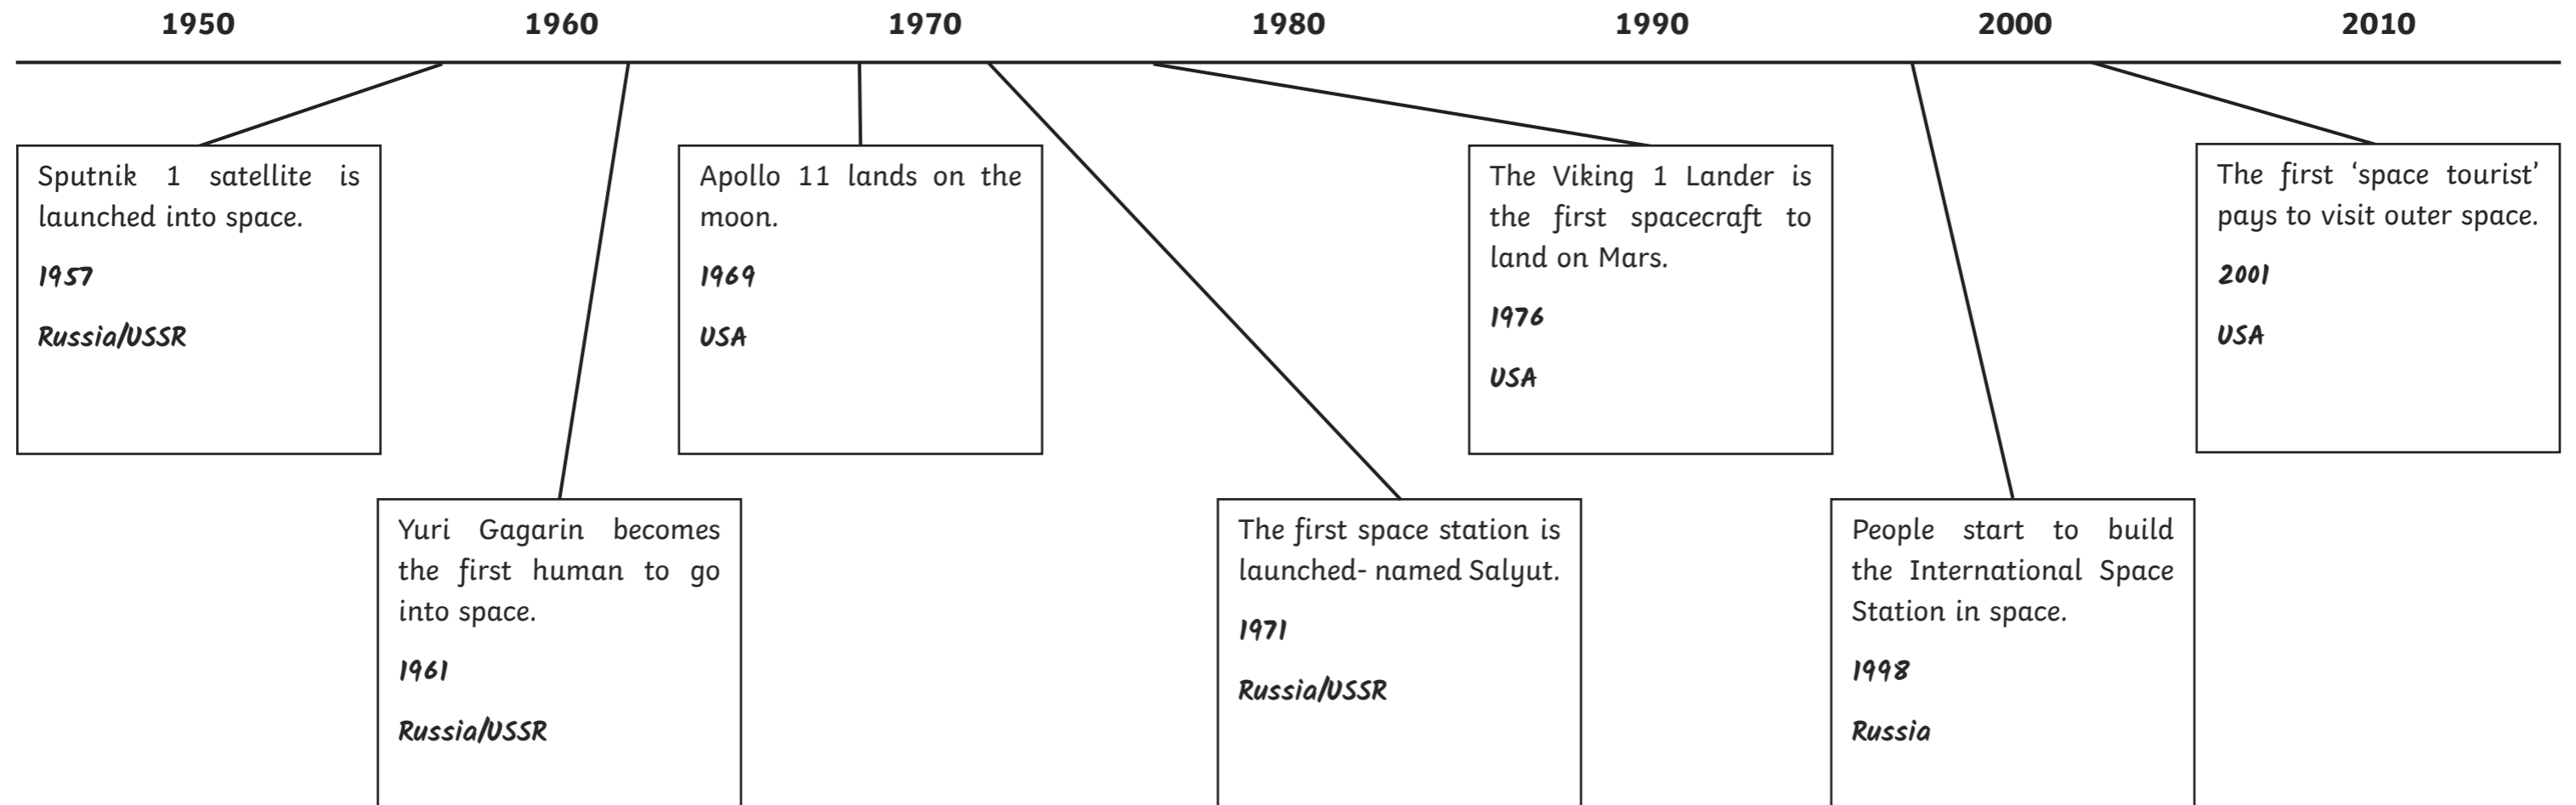 1950 1960 1970 1980 1990 2000 2010
Sputnik 1 satellite is
launched into space.
1957
Russia/USSR
Yuri Gagarin becomes
the first human to go
into space.
1961
Russia/USSR
Apollo 11 lands on the
moon.
1969
USA
The first space station is
launched- named Salyut.
1971
Russia/USSR
The Viking 1 Lander is
the first spacecraft to
land on Mars.
1976
USA
People start to build
the International Space
Station in space.
1998
Russia
The first ‘space tourist’
pays to visit outer space.
2001
USA